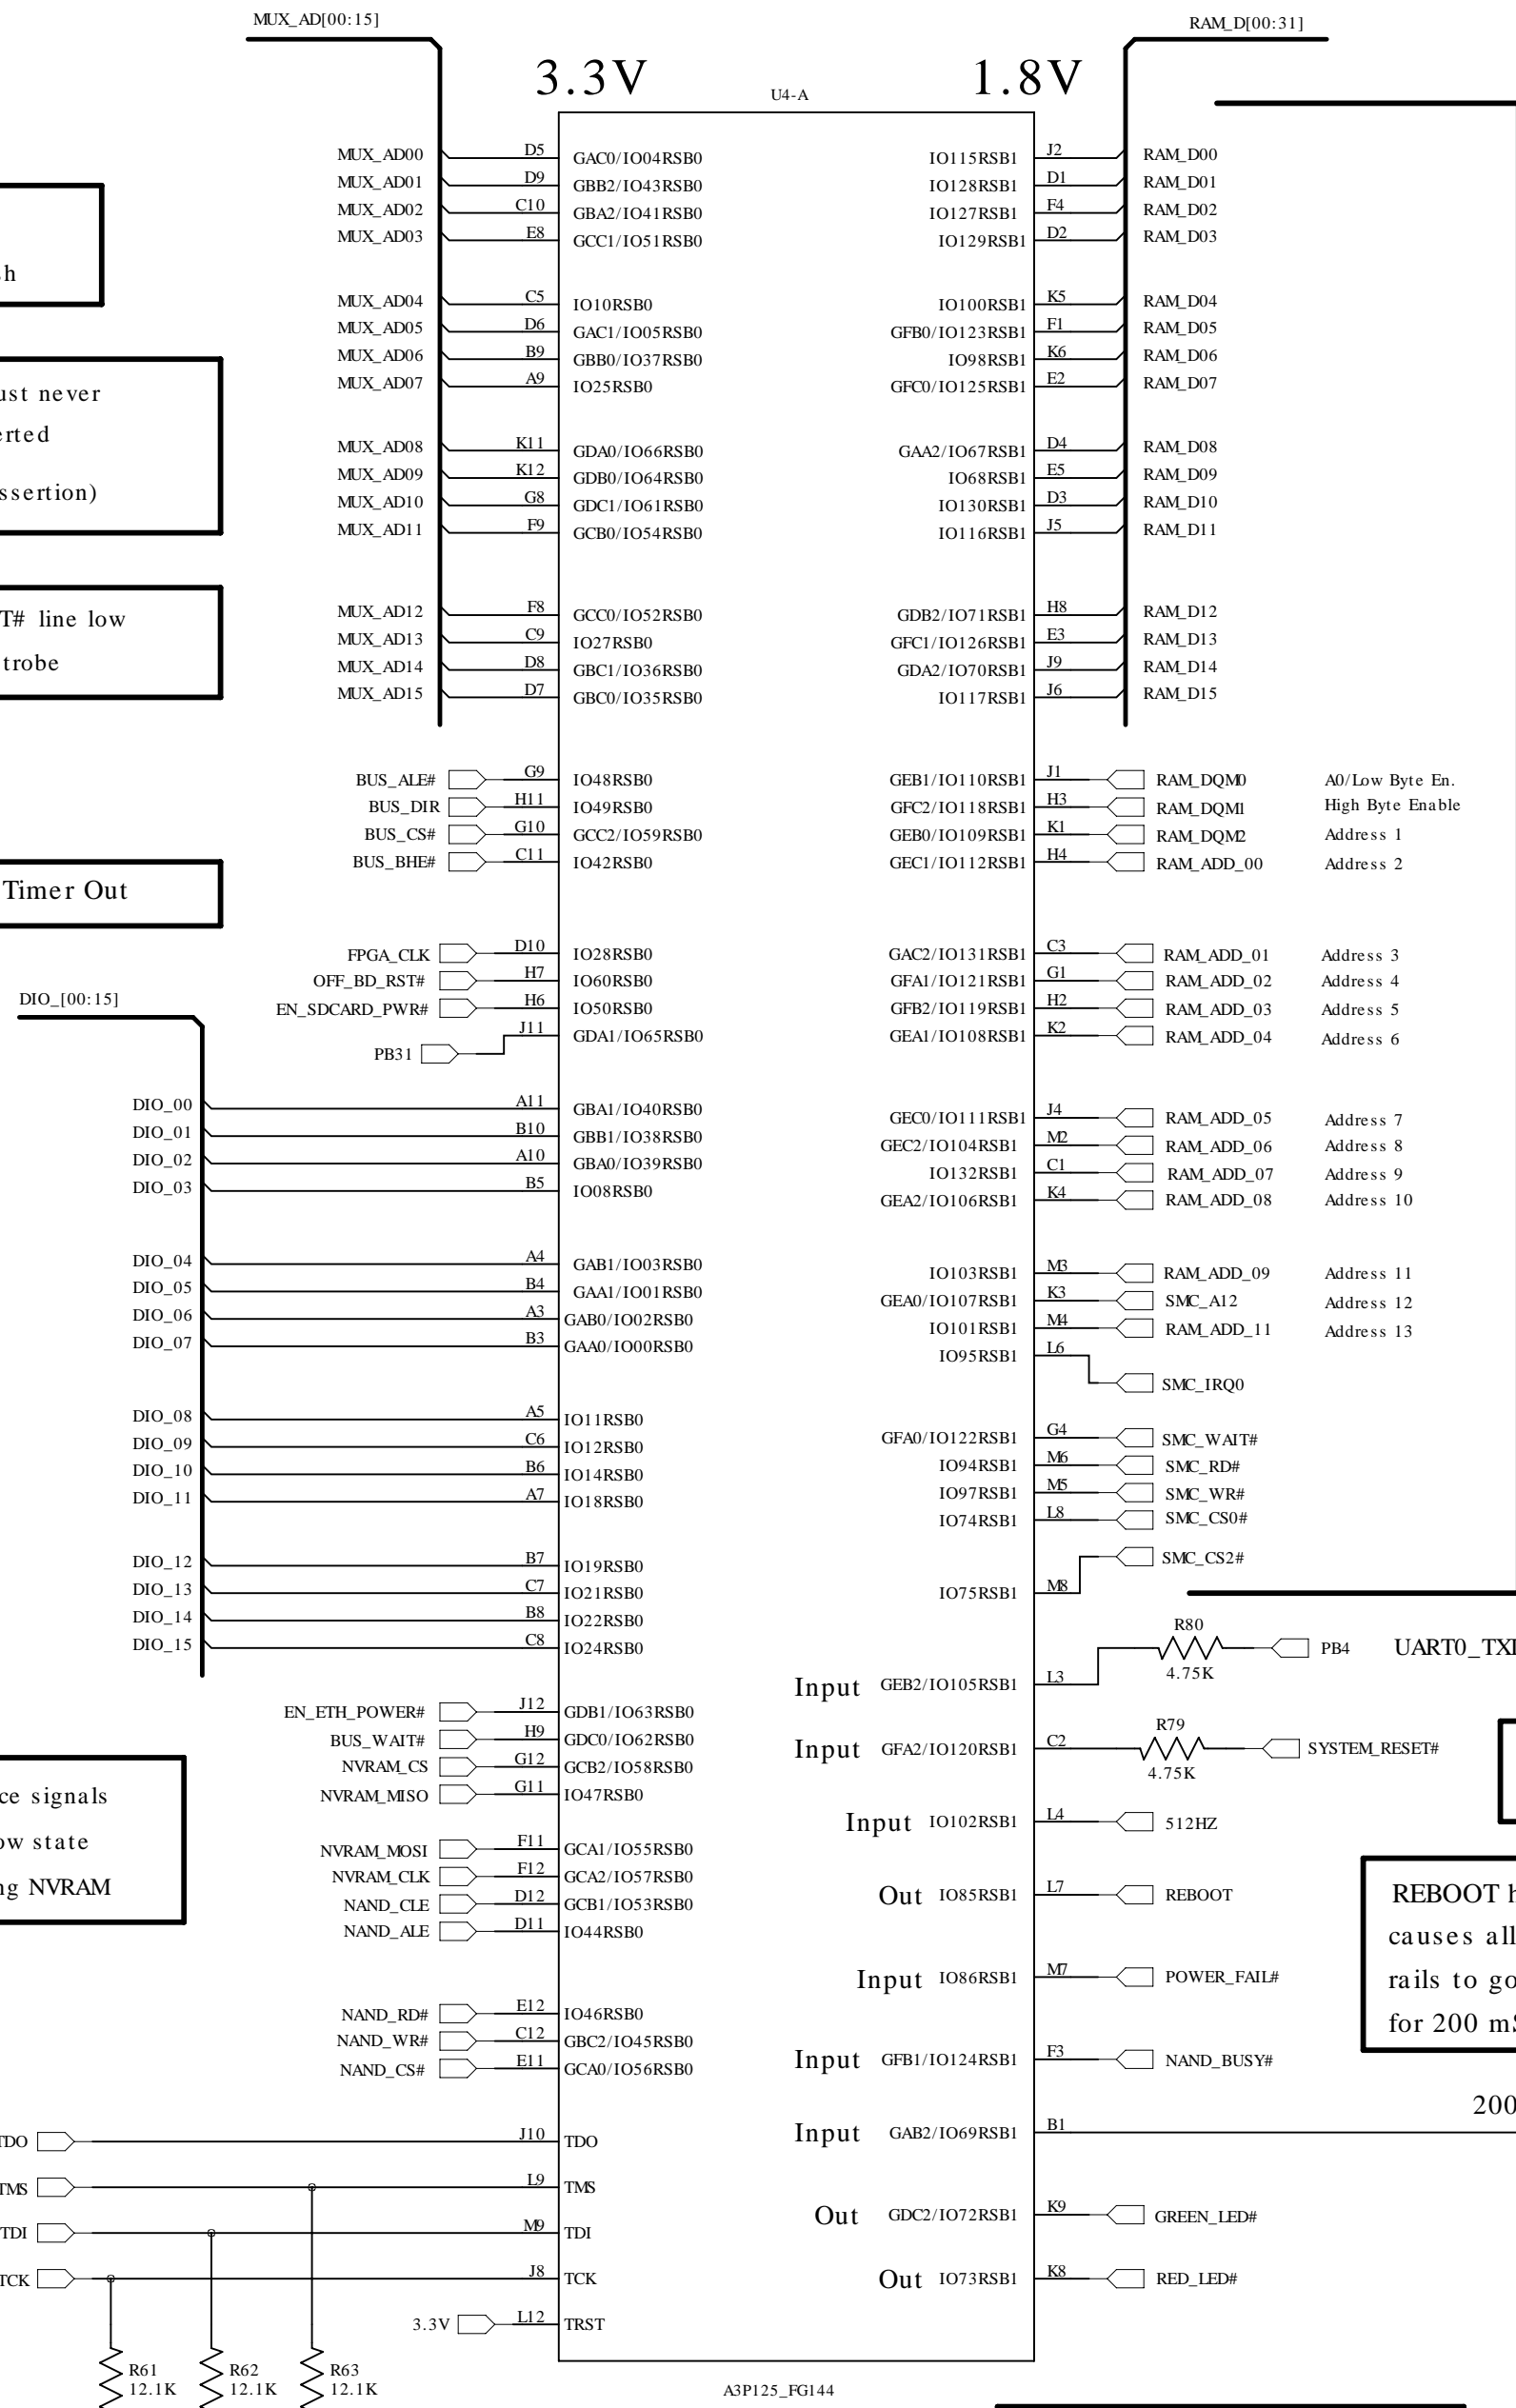 MUX_AD[00:15]
RAM_D[00:31]
3.3V
1.8V
U4-A
MUX_AD00 D5 GAC0/IO04RSB0 IO115RSB1 J2 RAM_D00
MUX_AD01 D9 GBB2/IO43RSB0 IO128RSB1 D1 RAM_D01
MUX_AD02 C10 GBA2/IO41RSB0 IO127RSB1 F4 RAM_D02
MUX_AD03 E8 GCC1/IO51RSB0 IO129RSB1 D2 RAM_D03
MUX_AD04 C5 IO10RSB0 IO100RSB1 K5 RAM_D04
MUX_AD05 D6 GAC1/IO05RSB0 GFB0/IO123RSB1 F1 RAM_D05
MUX_AD06 B9 GBB0/IO37RSB0 IO98RSB1 K6 RAM_D06
MUX_AD07 A9 IO25RSB0 GFC0/IO125RSB1 E2 RAM_D07
ust never
erted
ssertion)
MUX_AD08 K11 GDA0/IO66RSB0 GAA2/IO67RSB1 D4 RAM_D08
MUX_AD09 K12 GDB0/IO64RSB0 IO68RSB1 E5 RAM_D09
MUX_AD10 G8 GDC1/IO61RSB0 IO130RSB1 D3 RAM_D10
MUX_AD11 F9 GCB0/IO54RSB0 IO116RSB1 J5 RAM_D11
T# line low
trobe
MUX_AD12 F8 GCC0/IO52RSB0 GDB2/IO71RSB1 H8 RAM_D12
MUX_AD13 C9 IO27RSB0 GFC1/IO126RSB1 E3 RAM_D13
MUX_AD14 D8 GBC1/IO36RSB0 GDA2/IO70RSB1 J9 RAM_D14
MUX_AD15 D7 GBC0/IO35RSB0 IO117RSB1 J6 RAM_D15
BUS_ALE# G9 IO48RSB0 GEB1/IO110RSB1 J1 RAM_DQM0 A0/Low Byte En.
BUS_DIR H11 IO49RSB0 GFC2/IO118RSB1 H3 RAM_DQM1 High Byte Enable
BUS_CS# G10 GCC2/IO59RSB0 GEB0/IO109RSB1 K1 RAM_DQM2 Address 1
BUS_BHE# C11 IO42RSB0 GEC1/IO112RSB1 H4 RAM_ADD_00 Address 2
Timer Out
FPGA_CLK D10 IO28RSB0 GAC2/IO131RSB1 C3 RAM_ADD_01 Address 3
OFF_BD_RST# H7 IO60RSB0 GFA1/IO121RSB1 G1 RAM_ADD_02 Address 4
EN_SDCARD_PWR# H6 IO50RSB0 GFB2/IO119RSB1 H2 RAM_ADD_03 Address 5
PB31 J11 GDA1/IO65RSB0 GEA1/IO108RSB1 K2 RAM_ADD_04 Address 6
DIO_[00:15]
DIO_00 A11 GBA1/IO40RSB0 GEC0/IO111RSB1 J4 RAM_ADD_05 Address 7
DIO_01 B10 GBB1/IO38RSB0 GEC2/IO104RSB1 M2 RAM_ADD_06 Address 8
DIO_02 A10 GBA0/IO39RSB0 IO132RSB1 C1 RAM_ADD_07 Address 9
DIO_03 B5 IO08RSB0 GEA2/IO106RSB1 K4 RAM_ADD_08 Address 10
DIO_04 A4 GAB1/IO03RSB0 IO103RSB1 M3 RAM_ADD_09 Address 11
DIO_05 B4 GAA1/IO01RSB0 GEA0/IO107RSB1 K3 SMC_A12 Address 12
DIO_06 A3 GAB0/IO02RSB0 IO101RSB1 M4 RAM_ADD_11 Address 13
DIO_07 B3 GAA0/IO00RSB0 IO95RSB1 L6 SMC_IRQ0
DIO_08 A5 IO11RSB0 GFA0/IO122RSB1 G4 SMC_WAIT#
DIO_09 C6 IO12RSB0 IO94RSB1 M6 SMC_RD#
DIO_10 B6 IO14RSB0 IO97RSB1 M5 SMC_WR#
DIO_11 A7 IO18RSB0 IO74RSB1 L8 SMC_CS0#
DIO_12 B7 IO19RSB0 SMC_CS2#
DIO_13 C7 IO21RSB0 IO75RSB1 M8
DIO_14 B8 IO22RSB0
DIO_15 C8 IO24RSB0
Input GEB2/IO105RSB1 L3 R80 4.75K PB4 UART0_TX
EN_ETH_POWER# J12 GDB1/IO63RSB0
BUS_WAIT# H9 GDC0/IO62RSB0 Input GFA2/IO120RSB1 C2 R79 4.75K SYSTEM_RESET#
NVRAM_CS G12 GCB2/IO58RSB0
NVRAM_MISO G11 IO47RSB0
Input IO102RSB1 L4 512HZ
ce signals
ow state
ng NVRAM
NVRAM_MOSI F11 GCA1/IO55RSB0
NVRAM_CLK F12 GCA2/IO57RSB0
NAND_CLE D12 GCB1/IO53RSB0 Out IO85RSB1 L7 REBOOT
NAND_ALE D11 IO44RSB0
REBOOT h
causes all
rails to go
for 200 mS
Input IO86RSB1 M7 POWER_FAIL#
NAND_RD# E12 IO46RSB0
NAND_WR# C12 GBC2/IO45RSB0
NAND_CS# E11 GCA0/IO56RSB0 Input GFB1/IO124RSB1 F3 NAND_BUSY#
200
TDO J10 TDO Input GAB2/IO69RSB1 B1
TMS L9 TMS
TDI M9 TDI Out GDC2/IO72RSB1 K9 GREEN_LED#
TCK J8 TCK Out IO73RSB1 K8 RED_LED#
3.3V L12 TRST
R61 R62 R63
12.1K 12.1K 12.1K
A3P125_FG144